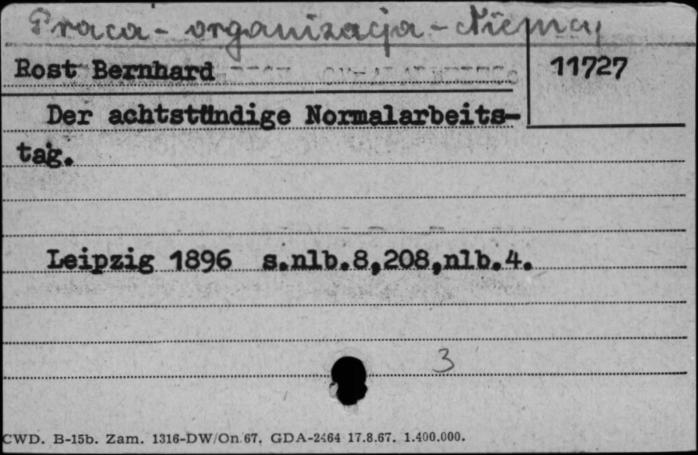 Praca - organizacja - Niemcy
Rost Bernhard
11727
Der achtstündige Normalarbeits-
tag.
Leipzig 1896 s.nlb.8,208,nlb.4.
3
CWD. B-15b. Zam. 1316-DW/On.67. GDA-2464 17.8.67. 1.400.000.